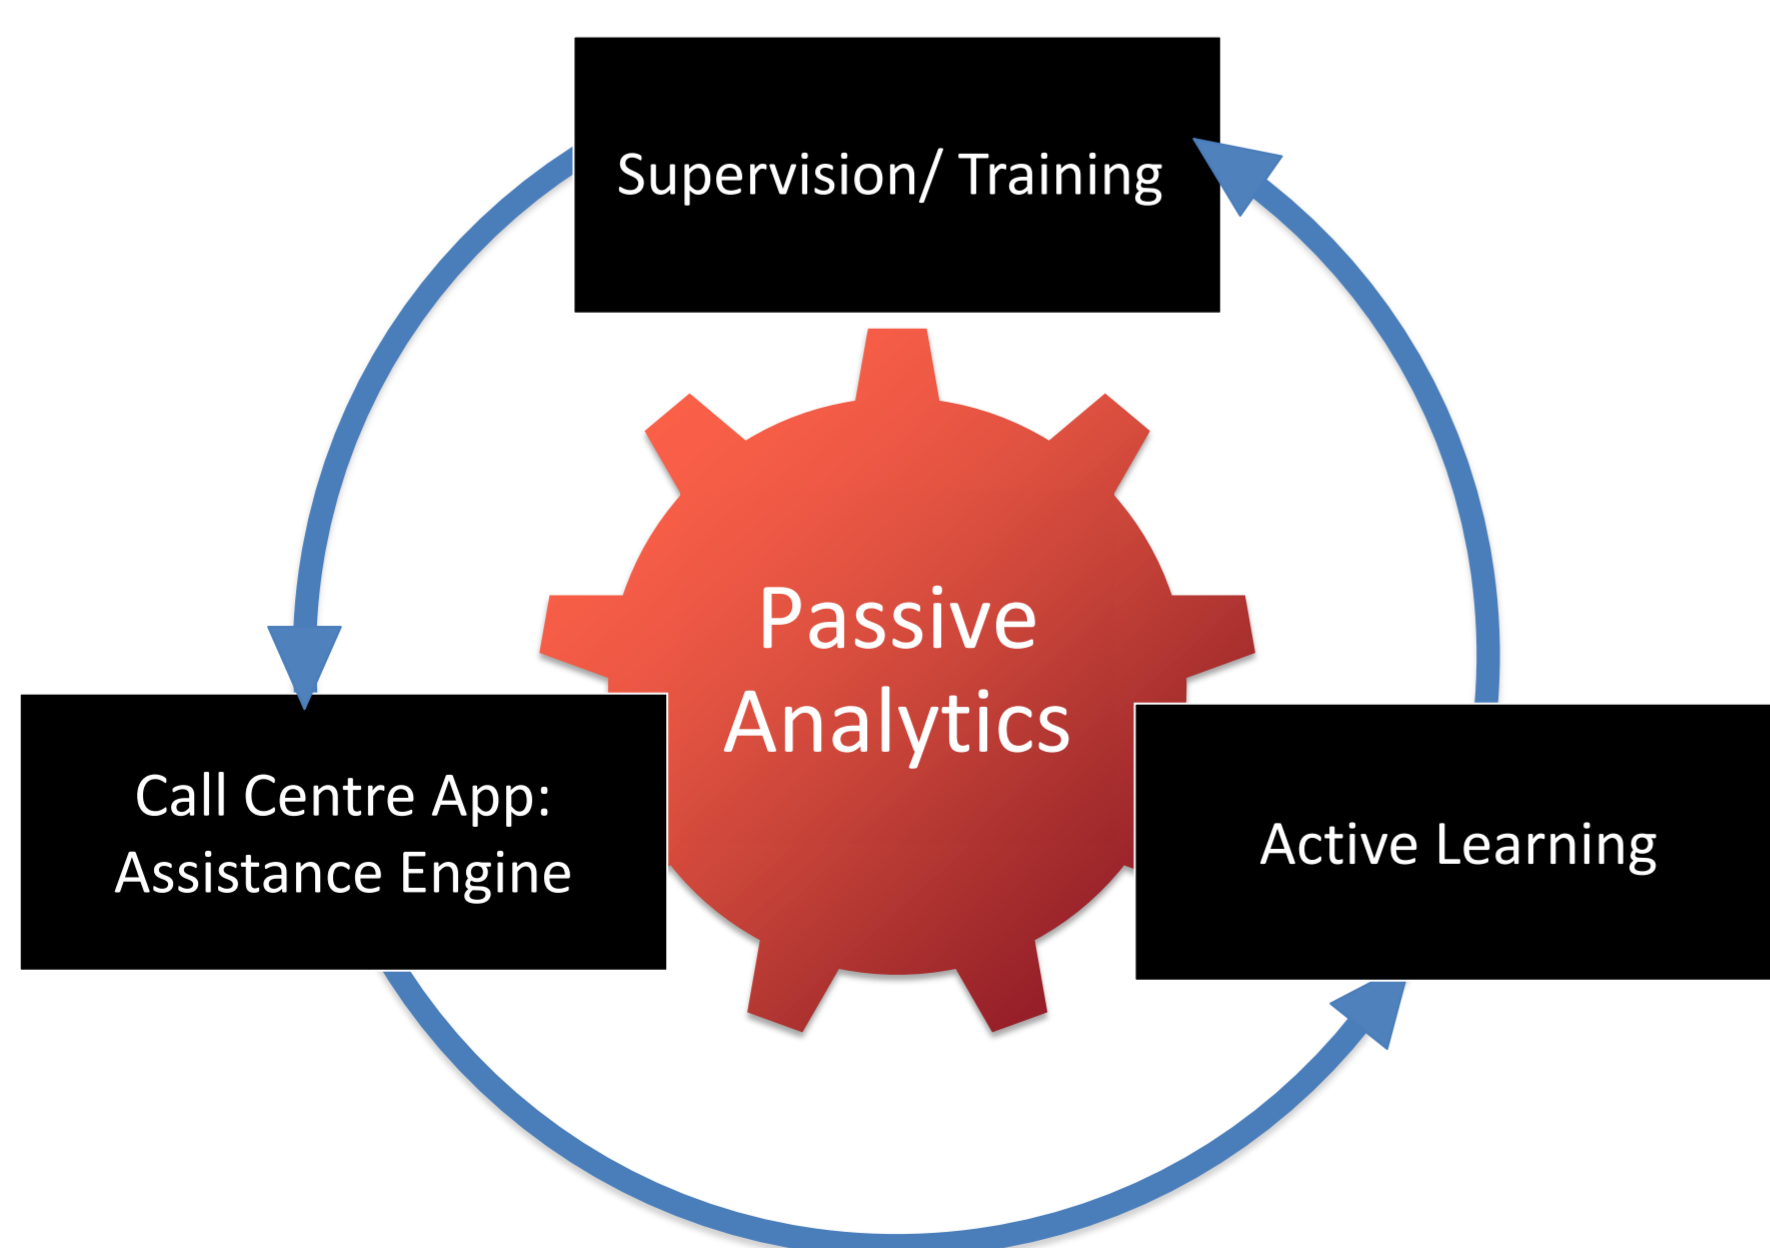 Supervision/ Training
Passive
Analytics
Call Centre App:
Assistance Engine
Active Learning